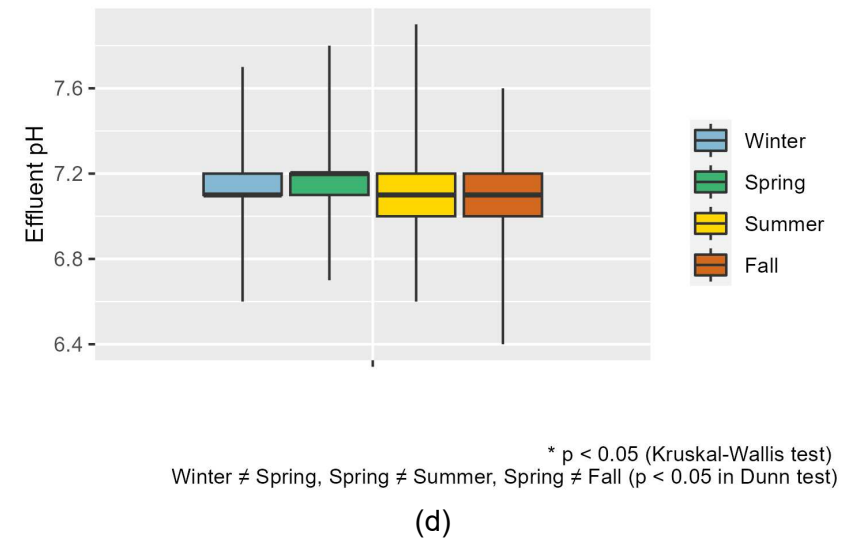 Effluent pH
7.6
7.2
6.8
6.4
Winter
Spring
Summer
Fall
* p < 0.05 (Kruskal-Wallis test)
Winter ≠ Spring, Spring ≠ Summer, Spring ≠ Fall (p < 0.05 in Dunn test)
(d)